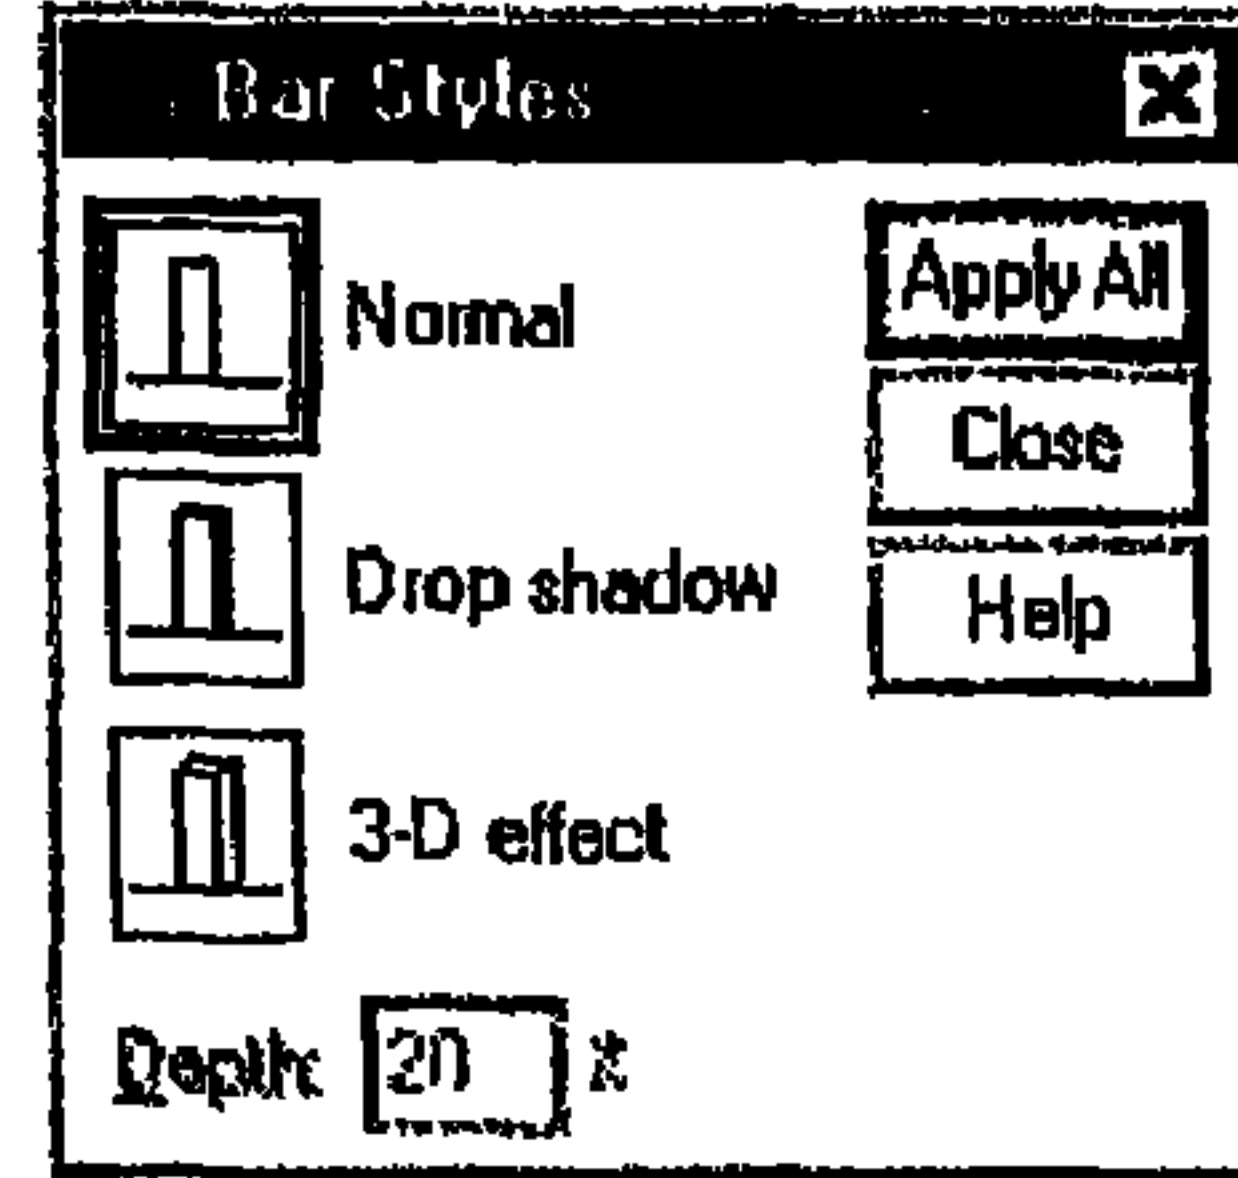 Bar Styles
Normal
Apply All
Close
Drop shadow
Help
3-D effect
Depth: 20 %